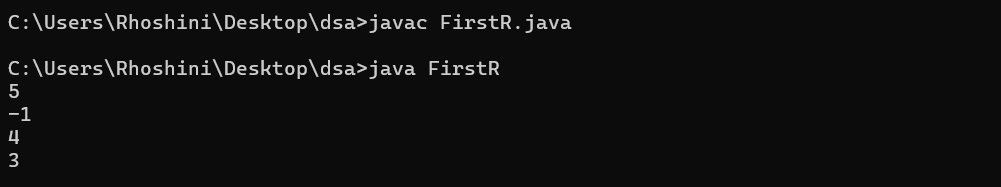 C:\Users\Rhoshini\Desktop\dsa>javac FirstR.java
C:\Users\Rhoshini\Desktop\dsa>java FirstR
5
-1
4
3